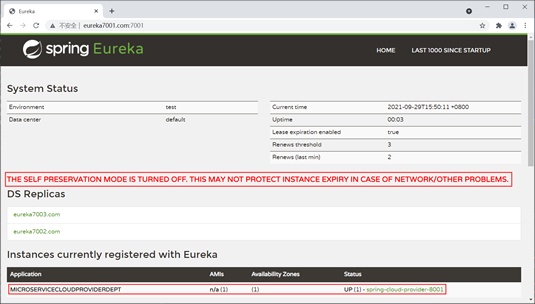 Eureka
不安全 | eureka7001.com:7001
spring Eureka
HOME LAST 1000 SINCE STARTUP
System Status
Environment test
Data center default
Current time 2021-09-29T15:50:11 +0800
Uptime 00:03
Lease expiration enabled true
Renews threshold 3
Renews (last min) 2
THE SELF PRESERVATION MODE IS TURNED OFF. THIS MAY NOT PROTECT INSTANCE EXPIRY IN CASE OF NETWORK/OTHER PROBLEMS.
DS Replicas
eureka7003.com
eureka7002.com
Instances currently registered with Eureka
Application AMIs Availability Zones Status
MICROSERVICECLOUDPROVIDERDEPT n/a (1) (1) UP (1) - spring-cloud-provider-8001